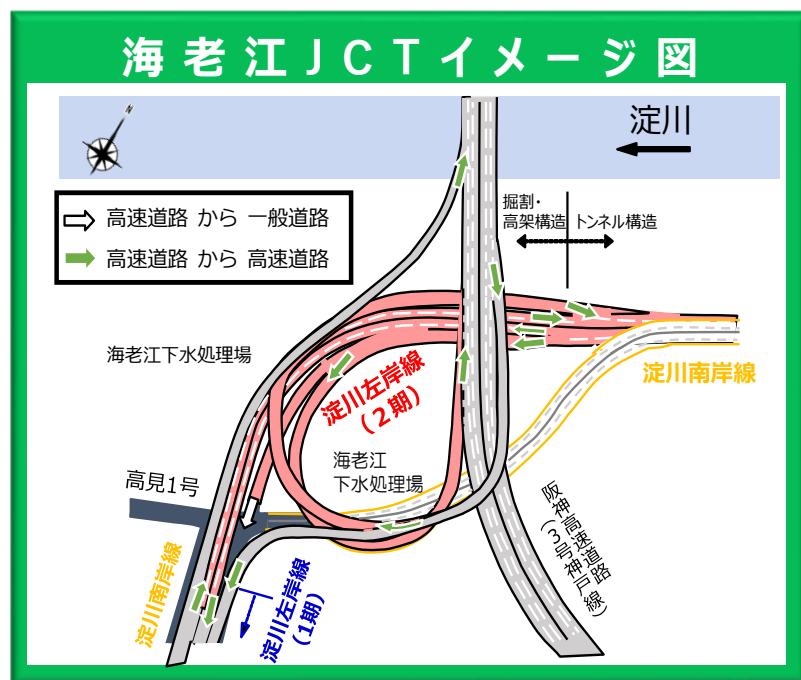 海老江JCTイメージ図
N
淀川
高速道路 から 一般道路
高速道路 から 高速道路
掘割・
高架構造
トンネル構造
海老江下水処理場
淀川南岸線
淀川左岸線
(2期)
海老江
下水処理場
高見1号
阪神高速道路
(3号神戸線)
淀川南岸線
淀川左岸線
(1期)